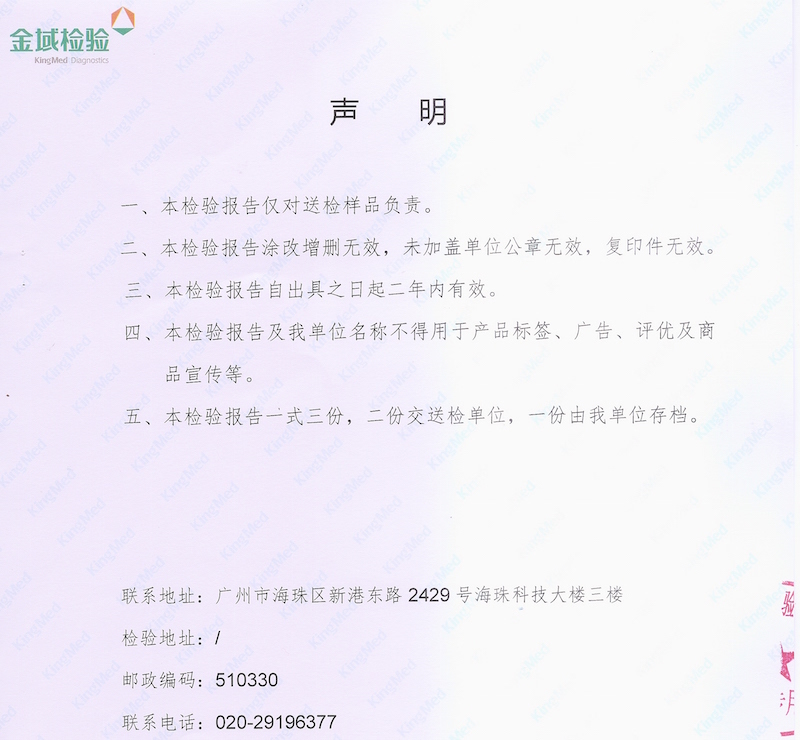 金域检验
KingMed Diagnostics
声 明
一、本检验报告仅对送检样品负责。
二、本检验报告涂改增删无效，未加盖单位公章无效，复印件无效。
三、本检验报告自出具之日起二年内有效。
四、本检验报告及我单位名称不得用于产品标签、广告、评优及商
品宣传等。
五、本检验报告一式三份，二份交送检单位，一份由我单位存档。
联系地址：广州市海珠区新港东路 2429 号海珠科技大楼三楼
验
检验地址：/
邮政编码：510330
联系电话：020-29196377